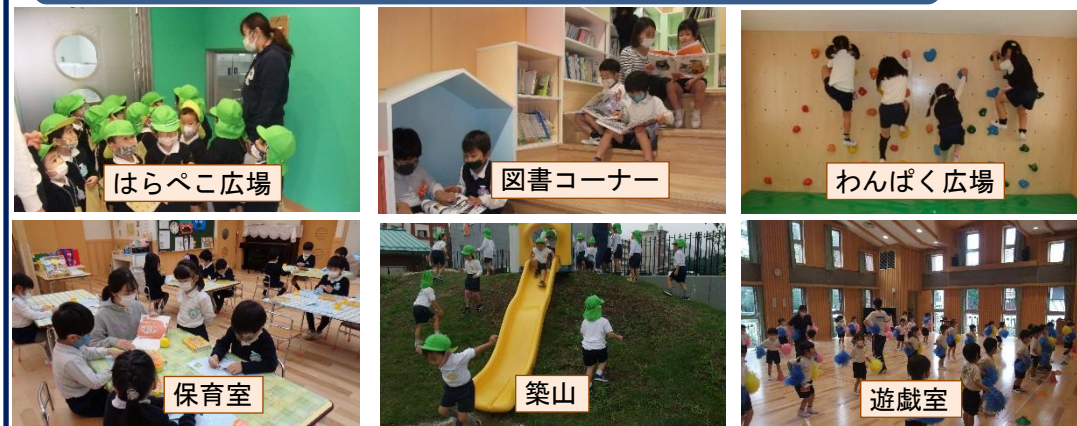 はらぺこ広場
図書コーナー
わんぱく広場
保育室
築山
遊戯室